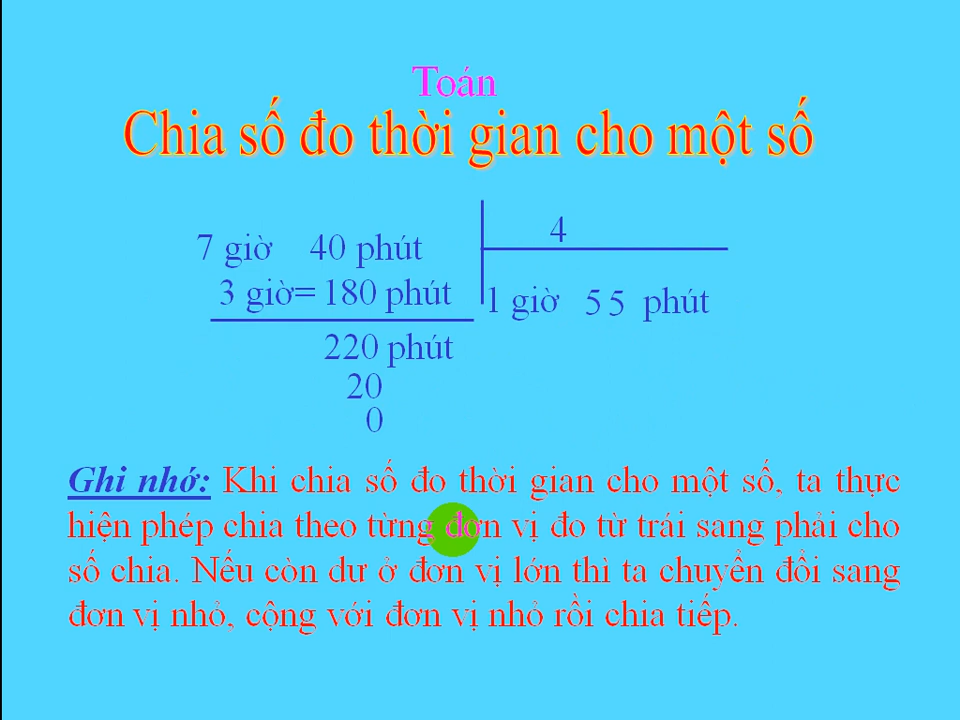 Toán
Chia số đo thời gian cho một số
7 giờ 40 phút 4
3 giờ= 180 phút 1 giờ 55 phút
220 phút
20
0
Ghi nhớ: Khi chia số đo thời gian cho một số, ta thực
hiện phép chia theo từng đơn vị đo từ trái sang phải cho
số chia. Nếu còn dư ở đơn vị lớn thì ta chuyển đổi sang
đơn vị nhỏ, cộng với đơn vị nhỏ rồi chia tiếp.